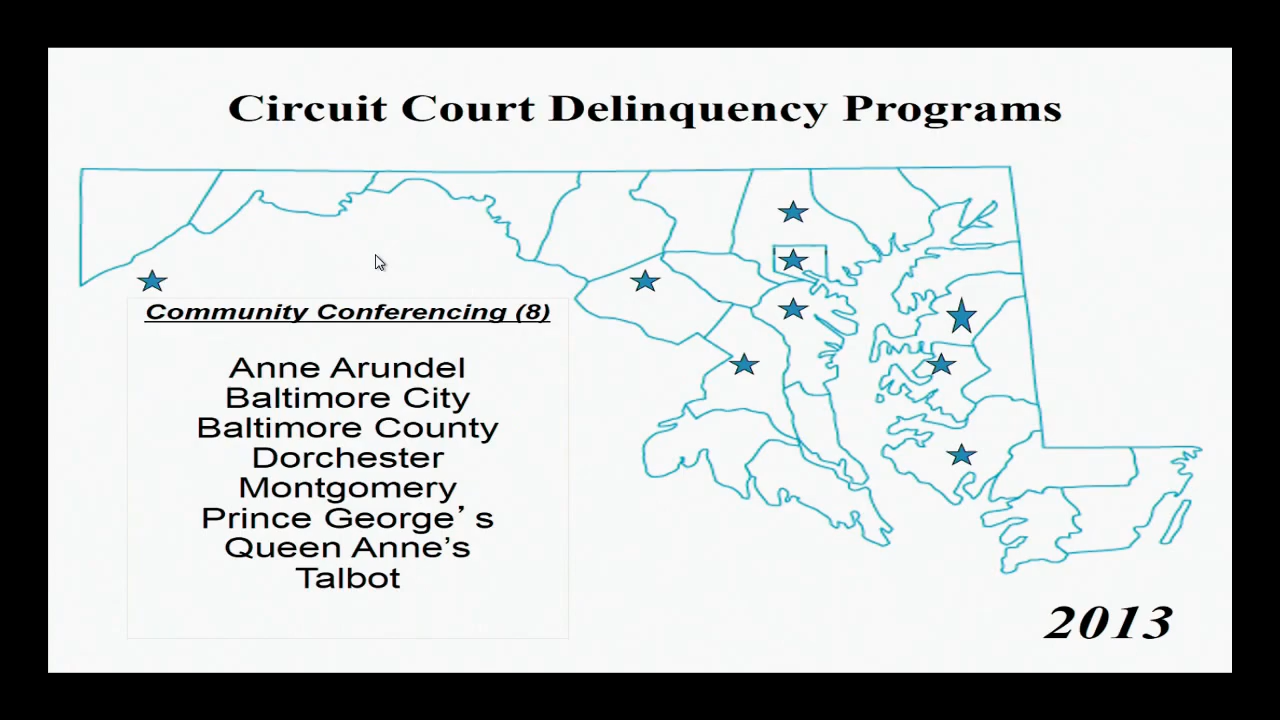 Circuit Court Delinquency Programs
Community Conferencing (8)
Anne Arundel
Baltimore City
Baltimore County
Dorchester
Montgomery
Prince George’ s
Queen Anne’s
Talbot
2013